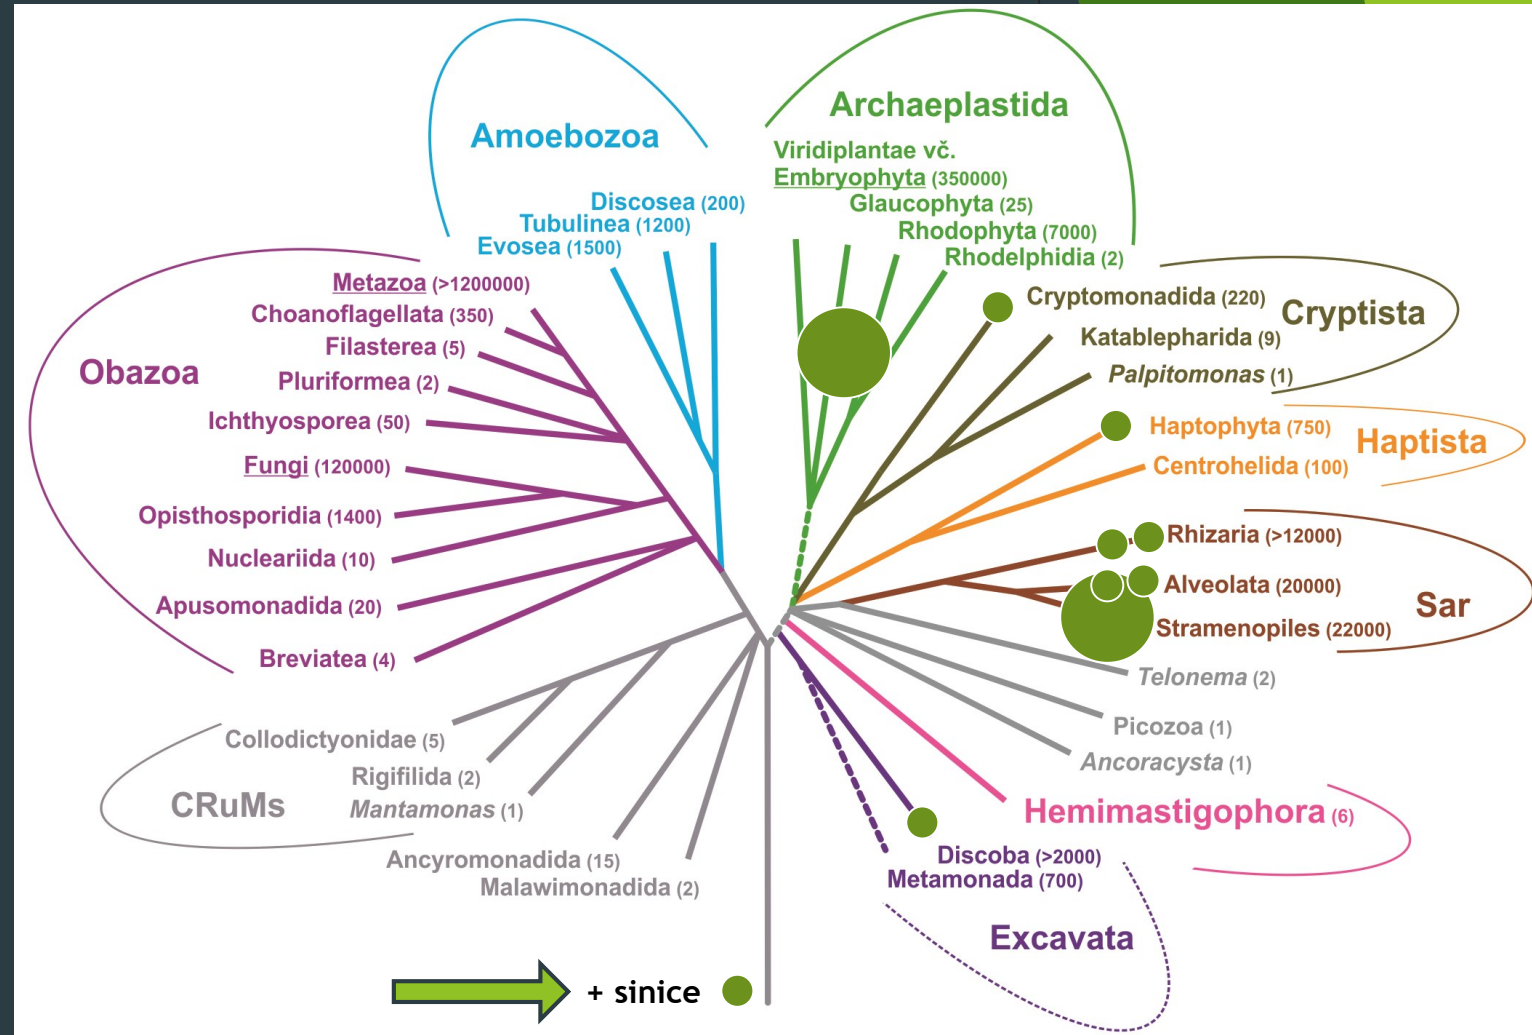 Amoebozoa
Discosea (200)
Tubulinea (1200)
Evosea (1500)
Archaeplastida
Viridiplantae vč.
Embryophyta (350000)
Glaucophyta (25)
Rhodophyta (7000)
Rhodelphidia (2)
Obazoa
Metazoa (>1200000)
Choanoflagellata (350)
Filasterea (5)
Pluriformea (2)
Ichthyosporea (50)
Fungi (120000)
Opisthosporidia (1400)
Nucleariida (10)
Apusomonadida (20)
Breviatea (4)
Cryptomonadida (220)
Cryptista
Katablepharida (9)
Palpitomonas (1)
Haptophyta (750)
Haptista
Centrohelida (100)
Rhizaria (>12000)
Alveolata (20000)
Sar
Stramenopiles (22000)
Telonema (2)
Picozoa (1)
Ancoracysta (1)
Collodictyonidae (5)
Rigifilida (2)
CRuMs
Mantamonas (1)
Ancyromonadida (15)
Malawimonadida (2)
Hemimastigophora (6)
Discoba (>2000)
Metamonada (700)
Excavata
+ sinice